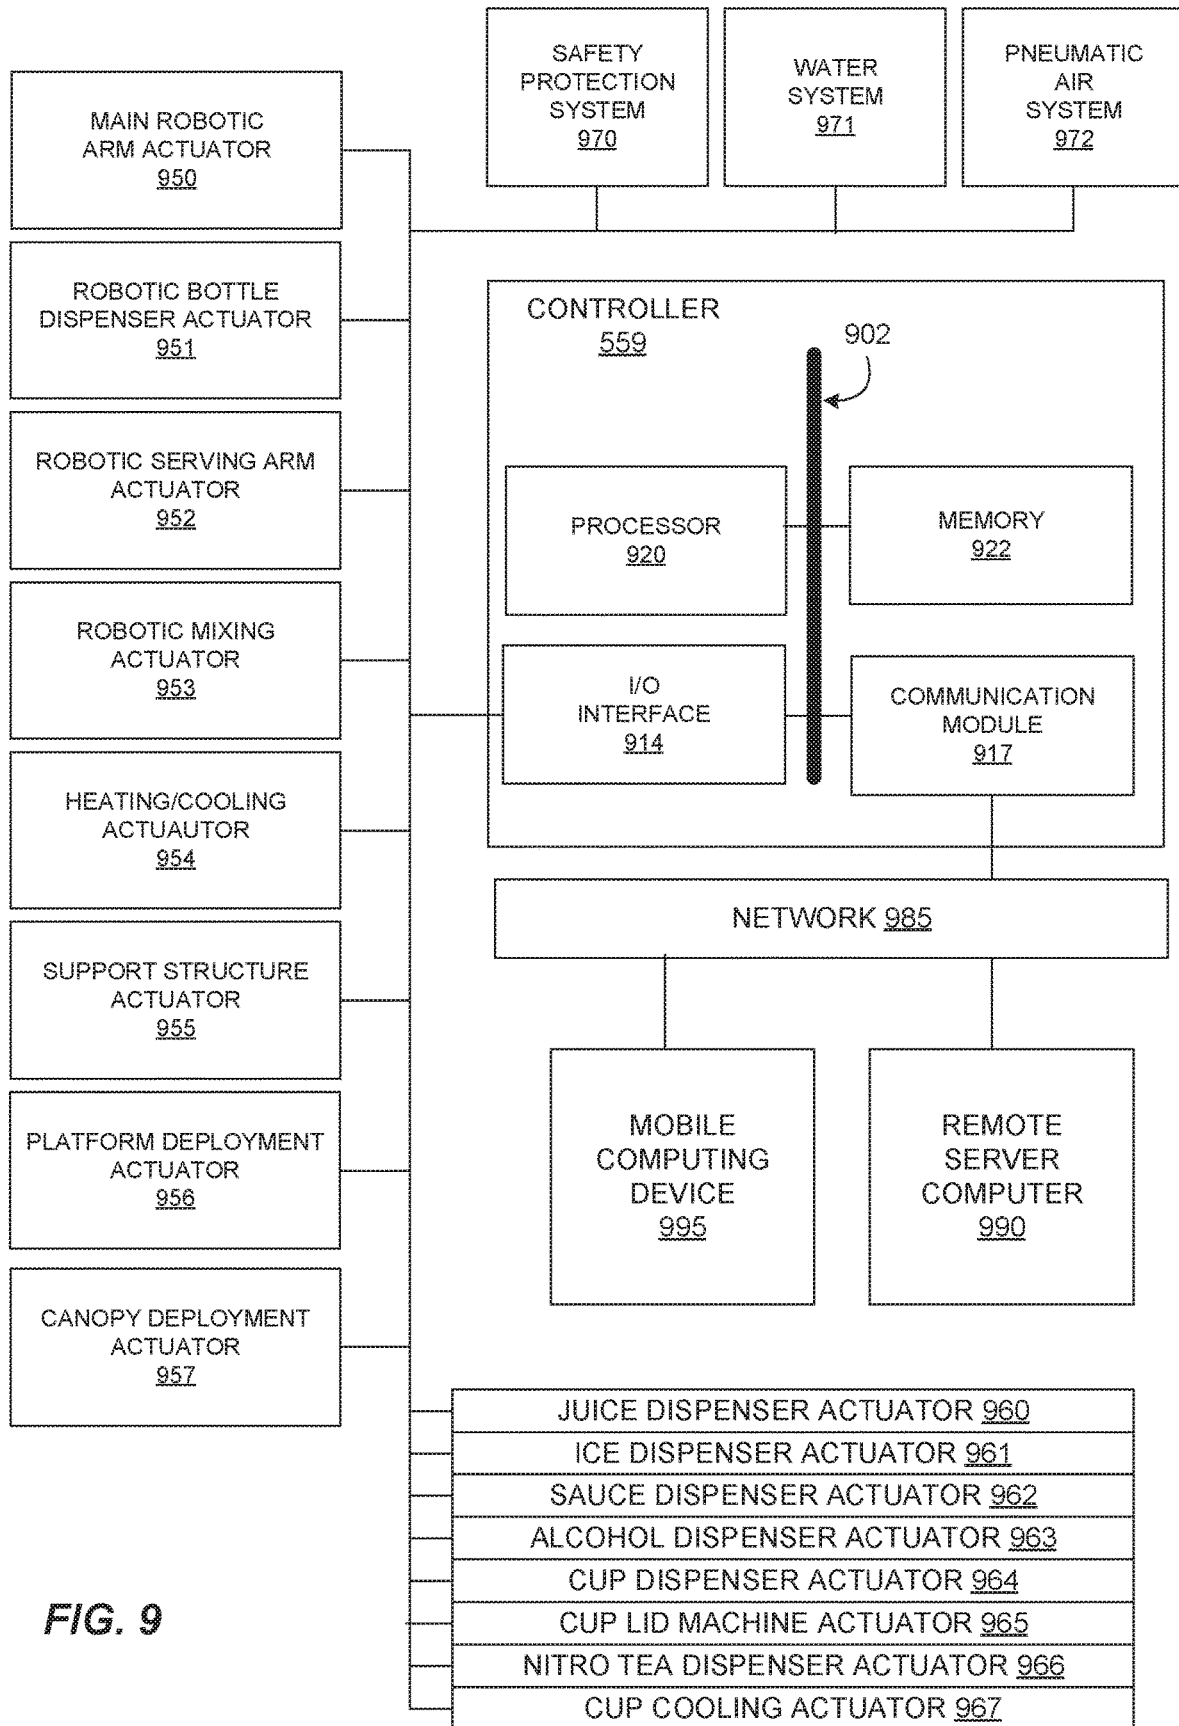 SAFETY
PROTECTION
SYSTEM
970
WATER
SYSTEM
971
PNEUMATIC
AIR
SYSTEM
972
MAIN ROBOTIC
ARM ACTUATOR
950
ROBOTIC BOTTLE
DISPENSER ACTUATOR
951
ROBOTIC SERVING ARM
ACTUATOR
952
ROBOTIC MIXING
ACTUATOR
953
HEATING/COOLING
ACTUAUTOR
954
SUPPORT STRUCTURE
ACTUATOR
955
PLATFORM DEPLOYMENT
ACTUATOR
956
CANOPY DEPLOYMENT
ACTUATOR
957
CONTROLLER
559
902
PROCESSOR
920
MEMORY
922
I/O
INTERFACE
914
COMMUNICATION
MODULE
917
NETWORK 985
MOBILE
COMPUTING
DEVICE
995
REMOTE
SERVER
COMPUTER
990
JUICE DISPENSER ACTUATOR 960
ICE DISPENSER ACTUATOR 961
SAUCE DISPENSER ACTUATOR 962
ALCOHOL DISPENSER ACTUATOR 963
CUP DISPENSER ACTUATOR 964
CUP LID MACHINE ACTUATOR 965
NITRO TEA DISPENSER ACTUATOR 966
CUP COOLING ACTUATOR 967
FIG. 9